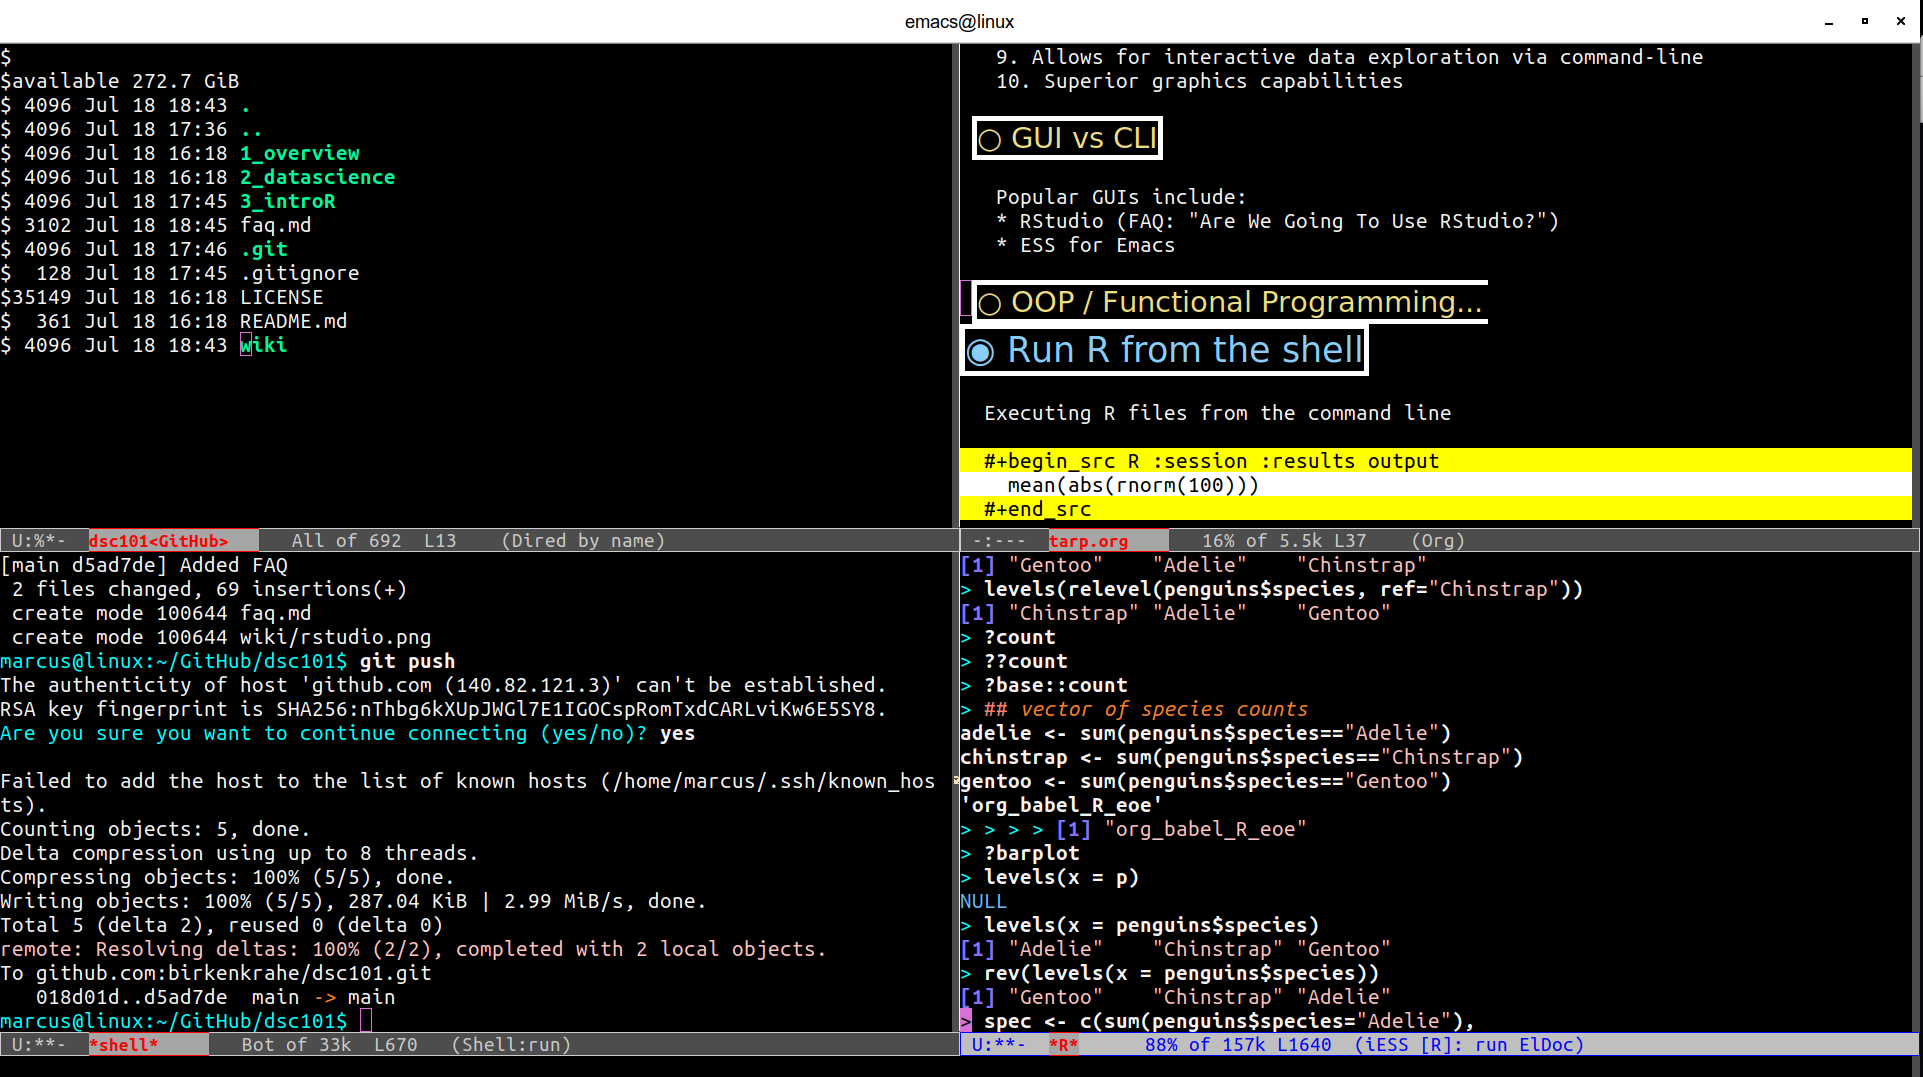 emacs@linux
$
$available 272.7 GiB
$ 4096 Jul 18 18:43 .
$ 4096 Jul 18 17:36 ..
$ 4096 Jul 18 16:18 1_overview
$ 4096 Jul 18 16:18 2_datascience
$ 4096 Jul 18 17:45 3_introR
$ 3102 Jul 18 18:45 faq.md
$ 4096 Jul 18 17:46 .git
$  128 Jul 18 17:45 .gitignore
$35149 Jul 18 16:18 LICENSE
$  361 Jul 18 16:18 README.md
$ 4096 Jul 18 18:43 wiki
U:%*-  dsc101<GitHub>   All of 692  L13    (Dired by name)
9. Allows for interactive data exploration via command-line
10. Superior graphics capabilities
○ GUI vs CLI
Popular GUIs include:
* RStudio (FAQ: "Are We Going To Use RStudio?")
* ESS for Emacs
○ OOP / Functional Programming...
◉ Run R from the shell
Executing R files from the command line
#+begin_src R :session :results output
mean(abs(rnorm(100)))
#+end_src
-:---  tarp.org   16% of 5.5k L37    (Org)
[main d5ad7de] Added FAQ
2 files changed, 69 insertions(+)
create mode 100644 faq.md
create mode 100644 wiki/rstudio.png
marcus@linux:~/GitHub/dsc101$ git push
The authenticity of host 'github.com (140.82.121.3)' can't be established.
RSA key fingerprint is SHA256:nThbg6kXUpJWGl7E1IGOCspRomTxdCARLviKw6E5SY8.
Are you sure you want to continue connecting (yes/no)? yes
Failed to add the host to the list of known hosts (/home/marcus/.ssh/known_hos
ts).
Counting objects: 5, done.
Delta compression using up to 8 threads.
Compressing objects: 100% (5/5), done.
Writing objects: 100% (5/5), 287.04 KiB | 2.99 MiB/s, done.
Total 5 (delta 2), reused 0 (delta 0)
remote: Resolving deltas: 100% (2/2), completed with 2 local objects.
To github.com:birkenkrahe/dsc101.git
018d01d..d5ad7de  main -> main
marcus@linux:~/GitHub/dsc101$
U:**-  *shell*   Bot of 33k  L670   (Shell:run)
[1] "Gentoo"    "Adelie"    "Chinstrap"
> levels(relevel(penguins$species, ref="Chinstrap"))
[1] "Chinstrap" "Adelie"    "Gentoo"
> ?count
> ??count
> ?base::count
> ## vector of species counts
adelie <- sum(penguins$species=="Adelie")
chinstrap <- sum(penguins$species=="Chinstrap")
gentoo <- sum(penguins$species=="Gentoo")
'org_babel_R_eoe'
> > > > [1] "org_babel_R_eoe"
> ?barplot
> levels(x = p)
NULL
> levels(x = penguins$species)
[1] "Adelie"    "Chinstrap" "Gentoo"
> rev(levels(x = penguins$species))
[1] "Gentoo"    "Chinstrap" "Adelie"
> spec <- c(sum(penguins$species="Adelie"),
U:**-  *R*   88% of 157k L1640  (iESS [R]: run ElDoc)